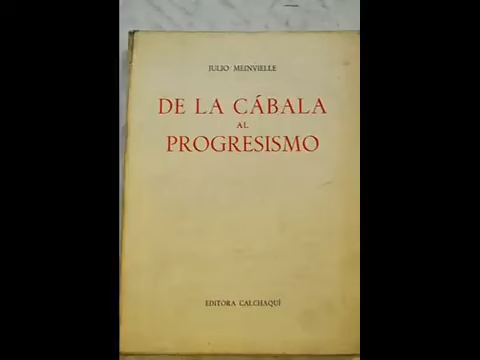 JULIO MEINVIELLE
DE LA CÁBALA
AL
PROGRESISMO
EDITORA CALCHAQUÍ